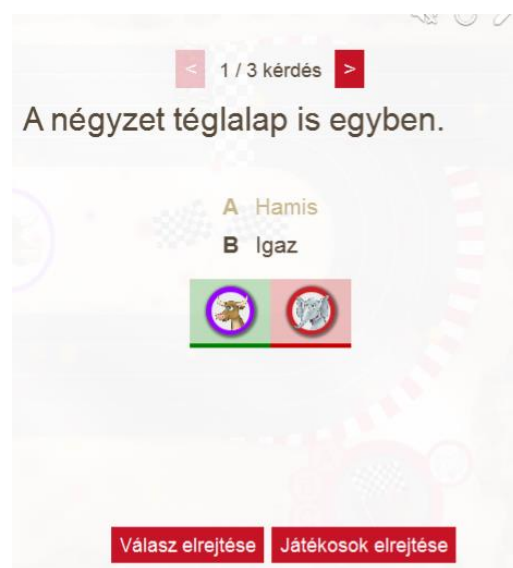 < 1 / 3 kérdés >
A négyzet téglalap is egyben.
A Hamis
B Igaz
Válasz elrejtése Játékosok elrejtése